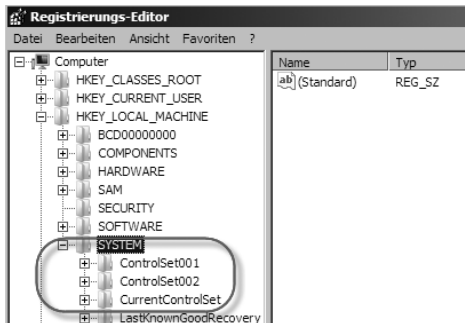 Registrierungs-Editor
Datei Bearbeiten Ansicht Favoriten ?
Computer
HKEY_CLASSES_ROOT
HKEY_CURRENT_USER
HKEY_LOCAL_MACHINE
BCD00000000
COMPONENTS
HARDWARE
SAM
SECURITY
SOFTWARE
SYSTEM
ControlSet001
ControlSet002
CurrentControlSet
LastKnownGoodRecovery
Name Typ
ab (Standard) REG_SZ